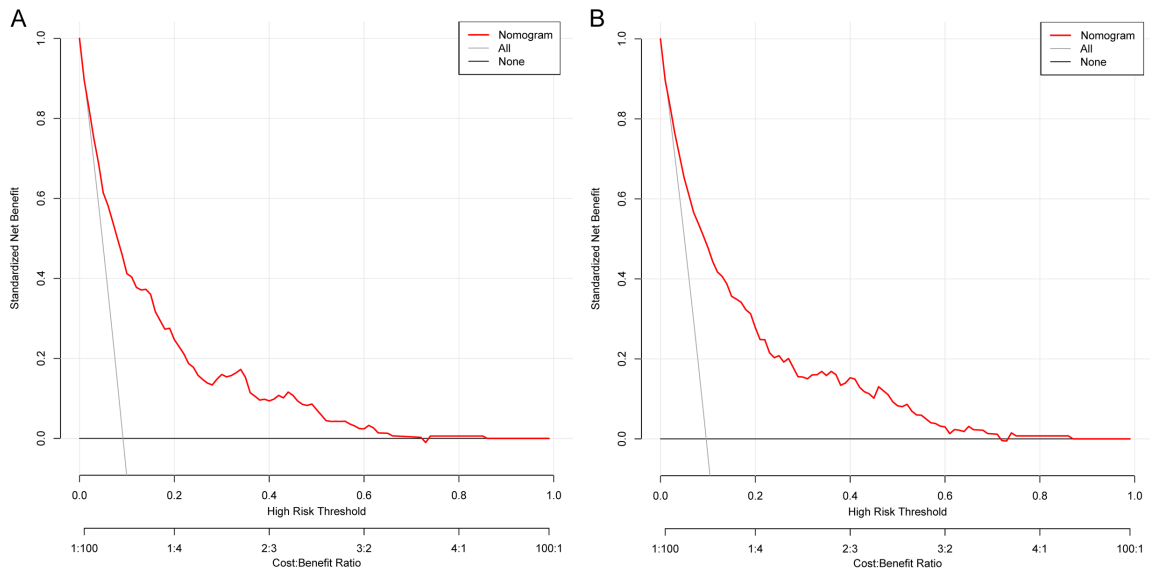 A
Nomogram
All
None
1.0
0.8
0.6
0.4
0.2
0.0
Standardized Net Benefit
0.0 0.2 0.4 0.6 0.8 1.0
High Risk Threshold
1:100 1:4 2:3 3:2 4:1 100:1
Cost:Benefit Ratio
B
Nomogram
All
None
1.0
0.8
0.6
0.4
0.2
0.0
Standardized Net Benefit
0.0 0.2 0.4 0.6 0.8 1.0
High Risk Threshold
1:100 1:4 2:3 3:2 4:1 100:1
Cost:Benefit Ratio